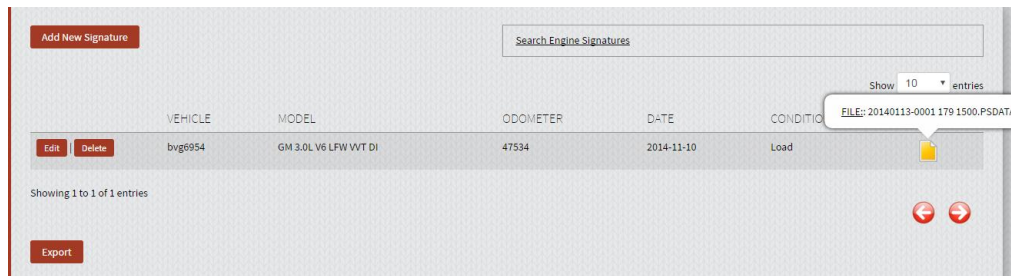 Add New Signature
Search Engine Signatures
Show 10 entries
FILE:: 20140113-0001 179 1500.PSDATA
VEHICLE MODEL ODOMETER DATE CONDITIO
Edit | Delete bvg6954 GM 3.0L V6 LFW VVT DI 47534 2014-11-10 Load
Showing 1 to 1 of 1 entries
Export